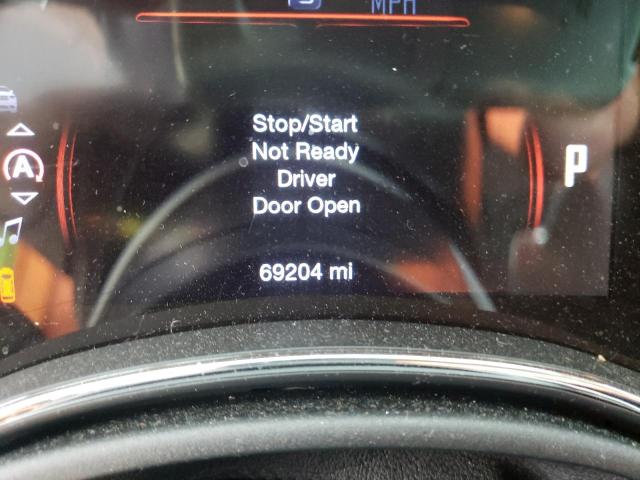 MPH
Stop/Start
Not Ready
Driver
Door Open
A
P
69204 mi